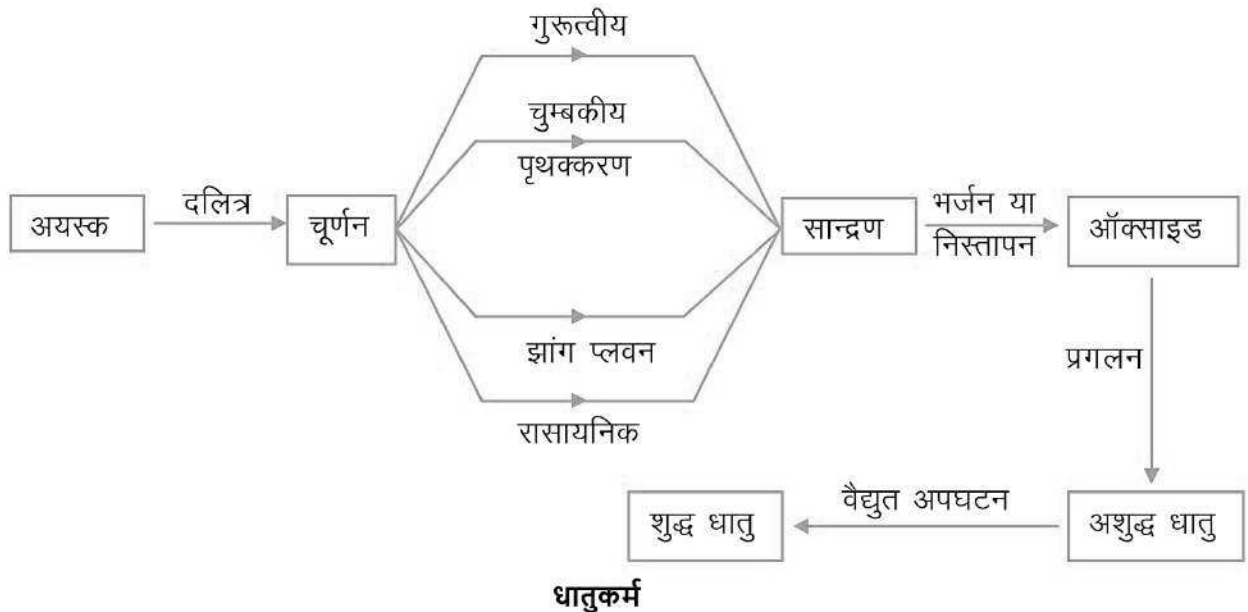 गुरूत्वीय
चुम्बकीय
पृथक्करण
अयस्क
दलित्र
चूर्णन
सान्द्रण
भर्जन या
निस्तापन
ऑक्साइड
झांग प्लवन
रासायनिक
प्रगलन
शुद्ध धातु
वैद्युत अपघटन
अशुद्ध धातु
धातुकर्म